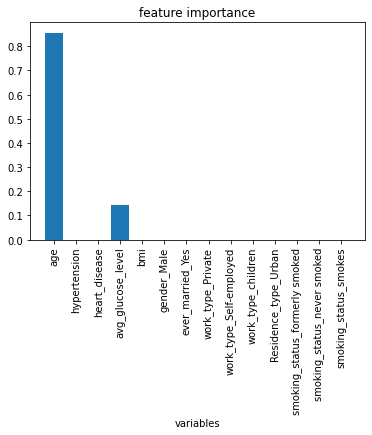 feature importance
0.8
0.7
0.6
0.5
0.4
0.3
0.2
0.1
0.0
age
hypertension
heart_disease
avg_glucose_level
bmi
gender_Male
ever_married_Yes
work_type_Private
work_type_Self-employed
work_type_children
Residence_type_Urban
smoking_status_formerly smoked
smoking_status_never smoked
smoking_status_smokes
variables